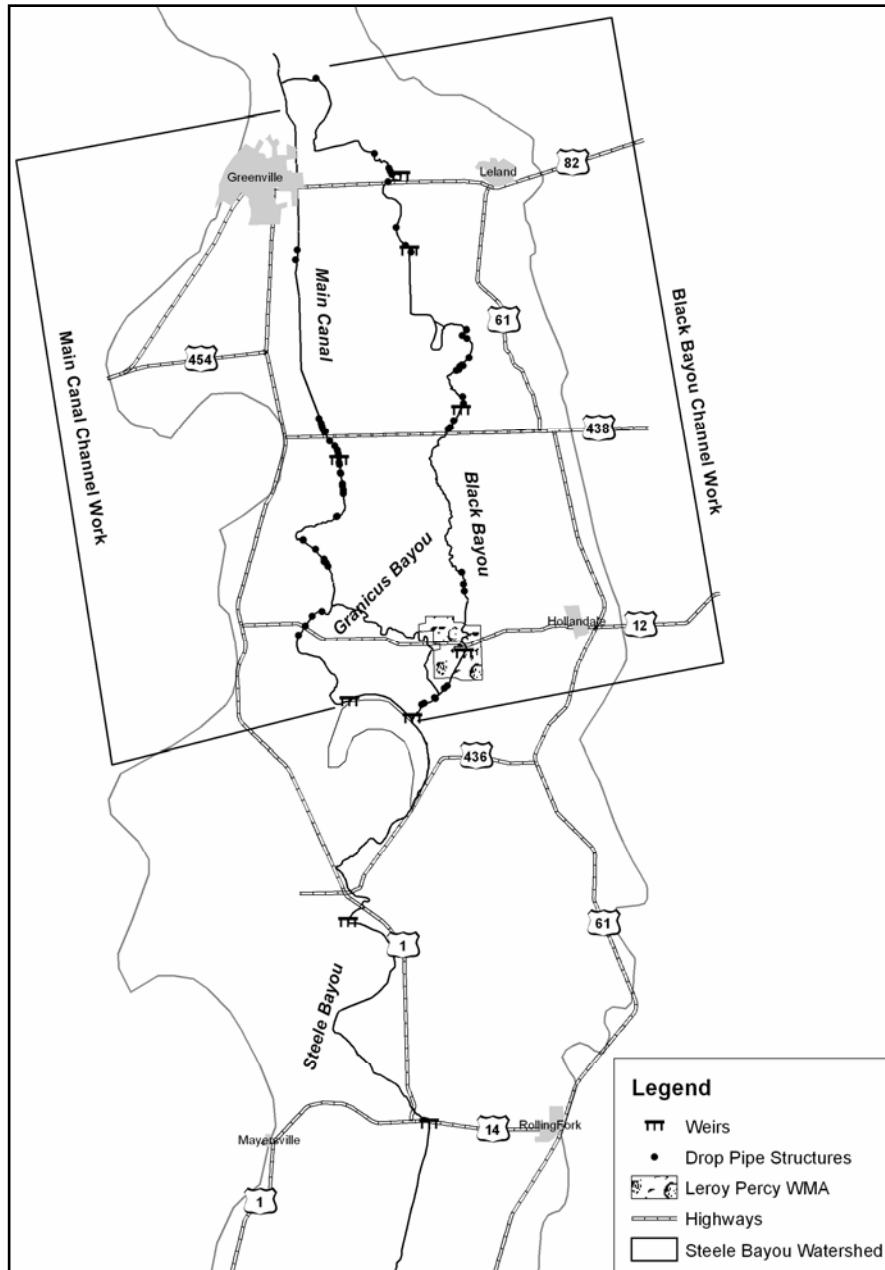 Greenville
Leland
82
Main Canal
61
Black Bayou Channel Work
454
Main Canal Channel Work
438
Black Bayou
Granicus Bayou
Hollandale
12
436
61
1
Steele Bayou
14
RollingFork
Mayersville
1
Legend
Weirs
Drop Pipe Structures
Leroy Percy WMA
Highways
Steele Bayou Watershed